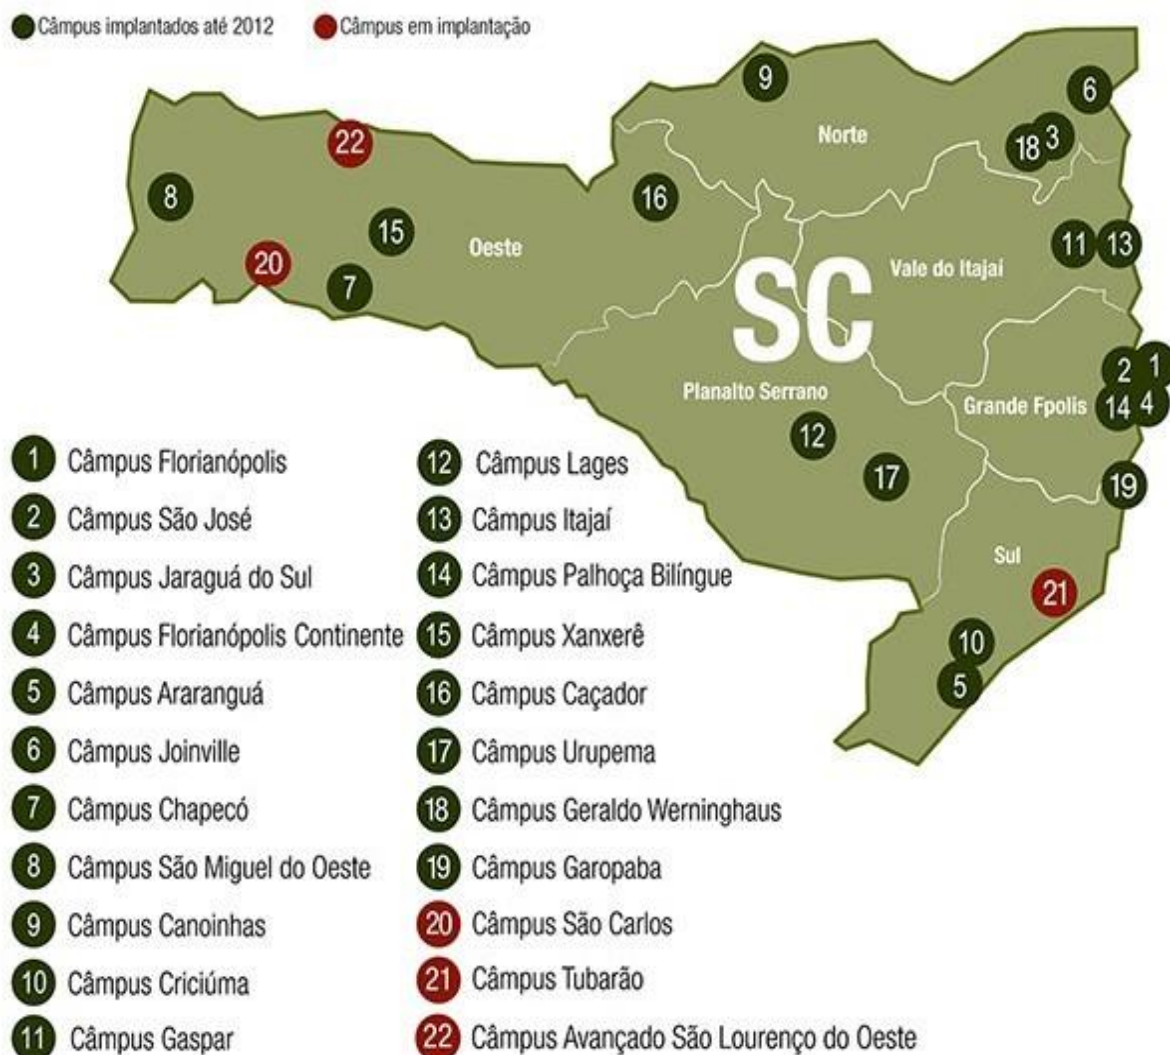 Câmpus implantados até 2012
Câmpus em implantação
9
6
22
Norte
18
3
8
16
15
Oeste
11
13
20
Vale do Itajaí
7
SC
2
1
Planalto Serrano
Grande Fpolis
14
4
12
17
19
Sul
21
10
5
1 Câmpus Florianópolis
2 Câmpus São José
3 Câmpus Jaraguá do Sul
4 Câmpus Florianópolis Continente
5 Câmpus Araranguá
6 Câmpus Joinville
7 Câmpus Chapecó
8 Câmpus São Miguel do Oeste
9 Câmpus Canoinhas
10 Câmpus Criciúma
11 Câmpus Gaspar
12 Câmpus Lages
13 Câmpus Itajaí
14 Câmpus Palhoça Bilíngue
15 Câmpus Xanxerê
16 Câmpus Caçador
17 Câmpus Urupema
18 Câmpus Geraldo Werninghaus
19 Câmpus Garopaba
20 Câmpus São Carlos
21 Câmpus Tubarão
22 Câmpus Avançado São Lourenço do Oeste